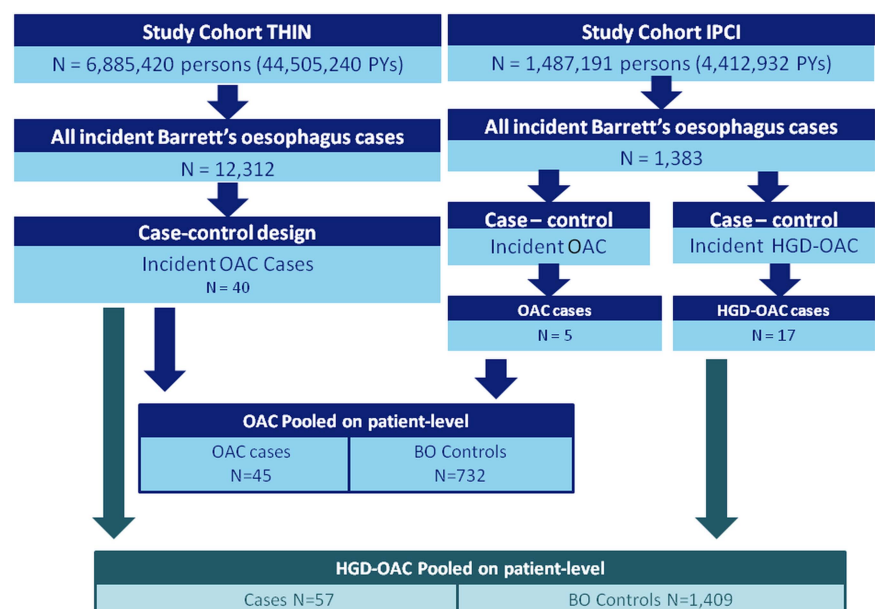 Study Cohort THIN
N = 6,885,420 persons (44,505,240 PYs)
All incident Barrett's oesophagus cases
N = 12,312
Case-control design
Incident OAC Cases
N = 40
Study Cohort IPCI
N = 1,487,191 persons (4,412,932 PYs)
All incident Barrett's oesophagus cases
N = 1,383
Case – control
Incident OAC
OAC cases
N = 5
Case – control
Incident HGD-OAC
HGD-OAC cases
N = 17
OAC Pooled on patient-level
OAC cases
N=45
BO Controls
N=732
HGD-OAC Pooled on patient-level
Cases N=57
BO Controls N=1,409